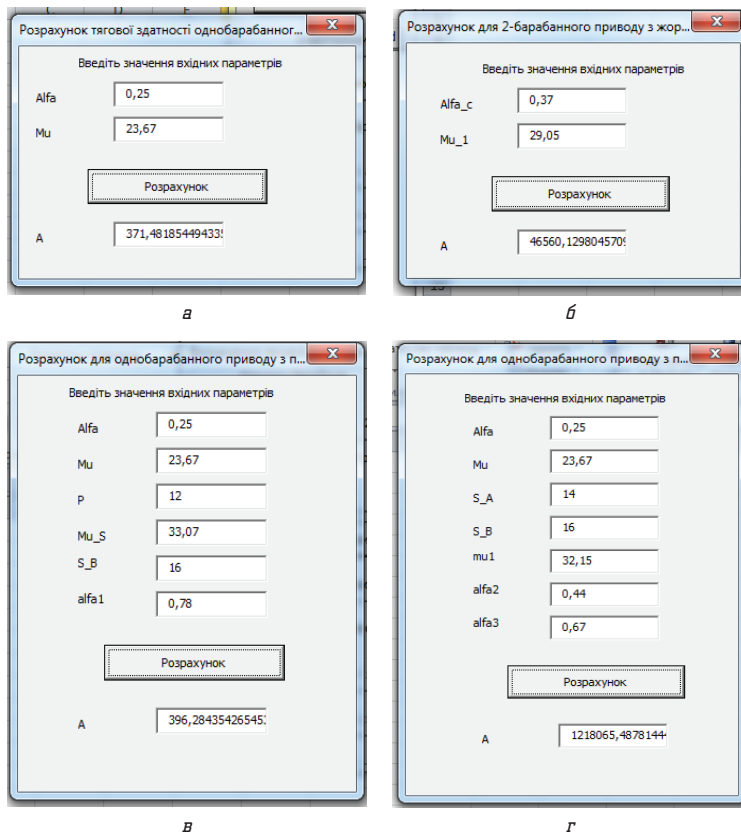 C D E
Розрахунок тягової здатності однобарабанног...
x
Введіть значення вхідних параметрів
Alfa 0,25
Mu 23,67
Розрахунок
A 371,48185449433
а
Розрахунок для 2-барабанного приводу з жор...
x
Введіть значення вхідних параметрів
Alfa_c 0,37
Mu_1 29,05
Розрахунок
A 46560,129804570
б
Розрахунок для однобарабанного приводу з п...
x
Введіть значення вхідних параметрів
Alfa 0,25
Mu 23,67
P 12
Mu_S 33,07
S_B 16
alfa1 0,78
Розрахунок
A 396,28435426545
в
Розрахунок для однобарабанного приводу з п...
x
Введіть значення вхідних параметрів
Alfa 0,25
Mu 23,67
S_A 14
S_B 16
mu1 32,15
alfa2 0,44
alfa3 0,67
Розрахунок
A 1218065,4878144
г